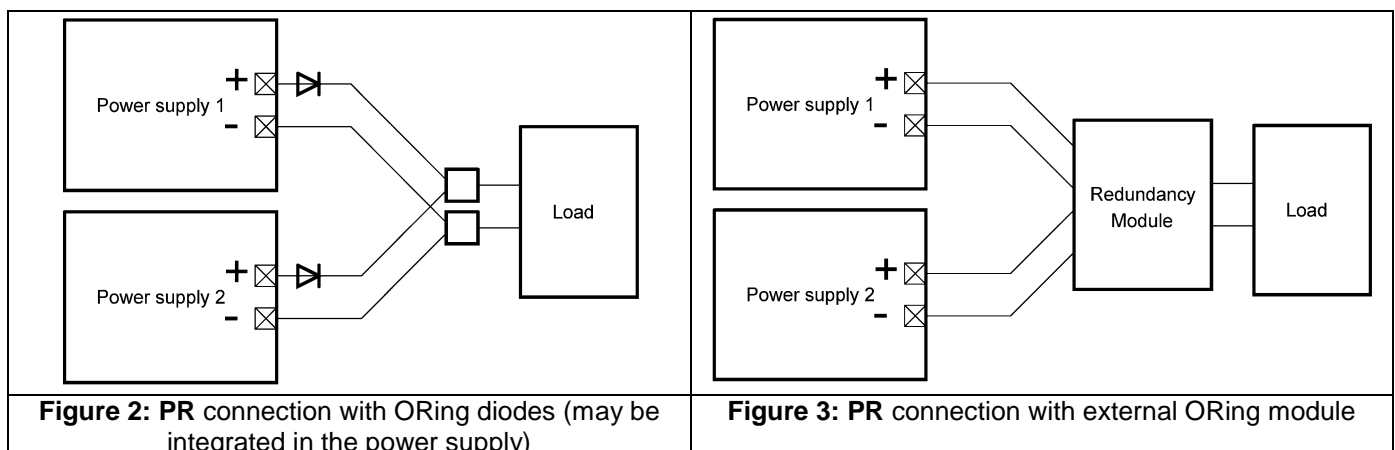 Power supply 1
+
-
Power supply 2
+
-
Load
Figure 2: PR connection with ORing diodes (may be
integrated in the power supply)
Power supply 1
+
-
Power supply 2
+
-
Redundancy
Module
Load
Figure 3: PR connection with external ORing module